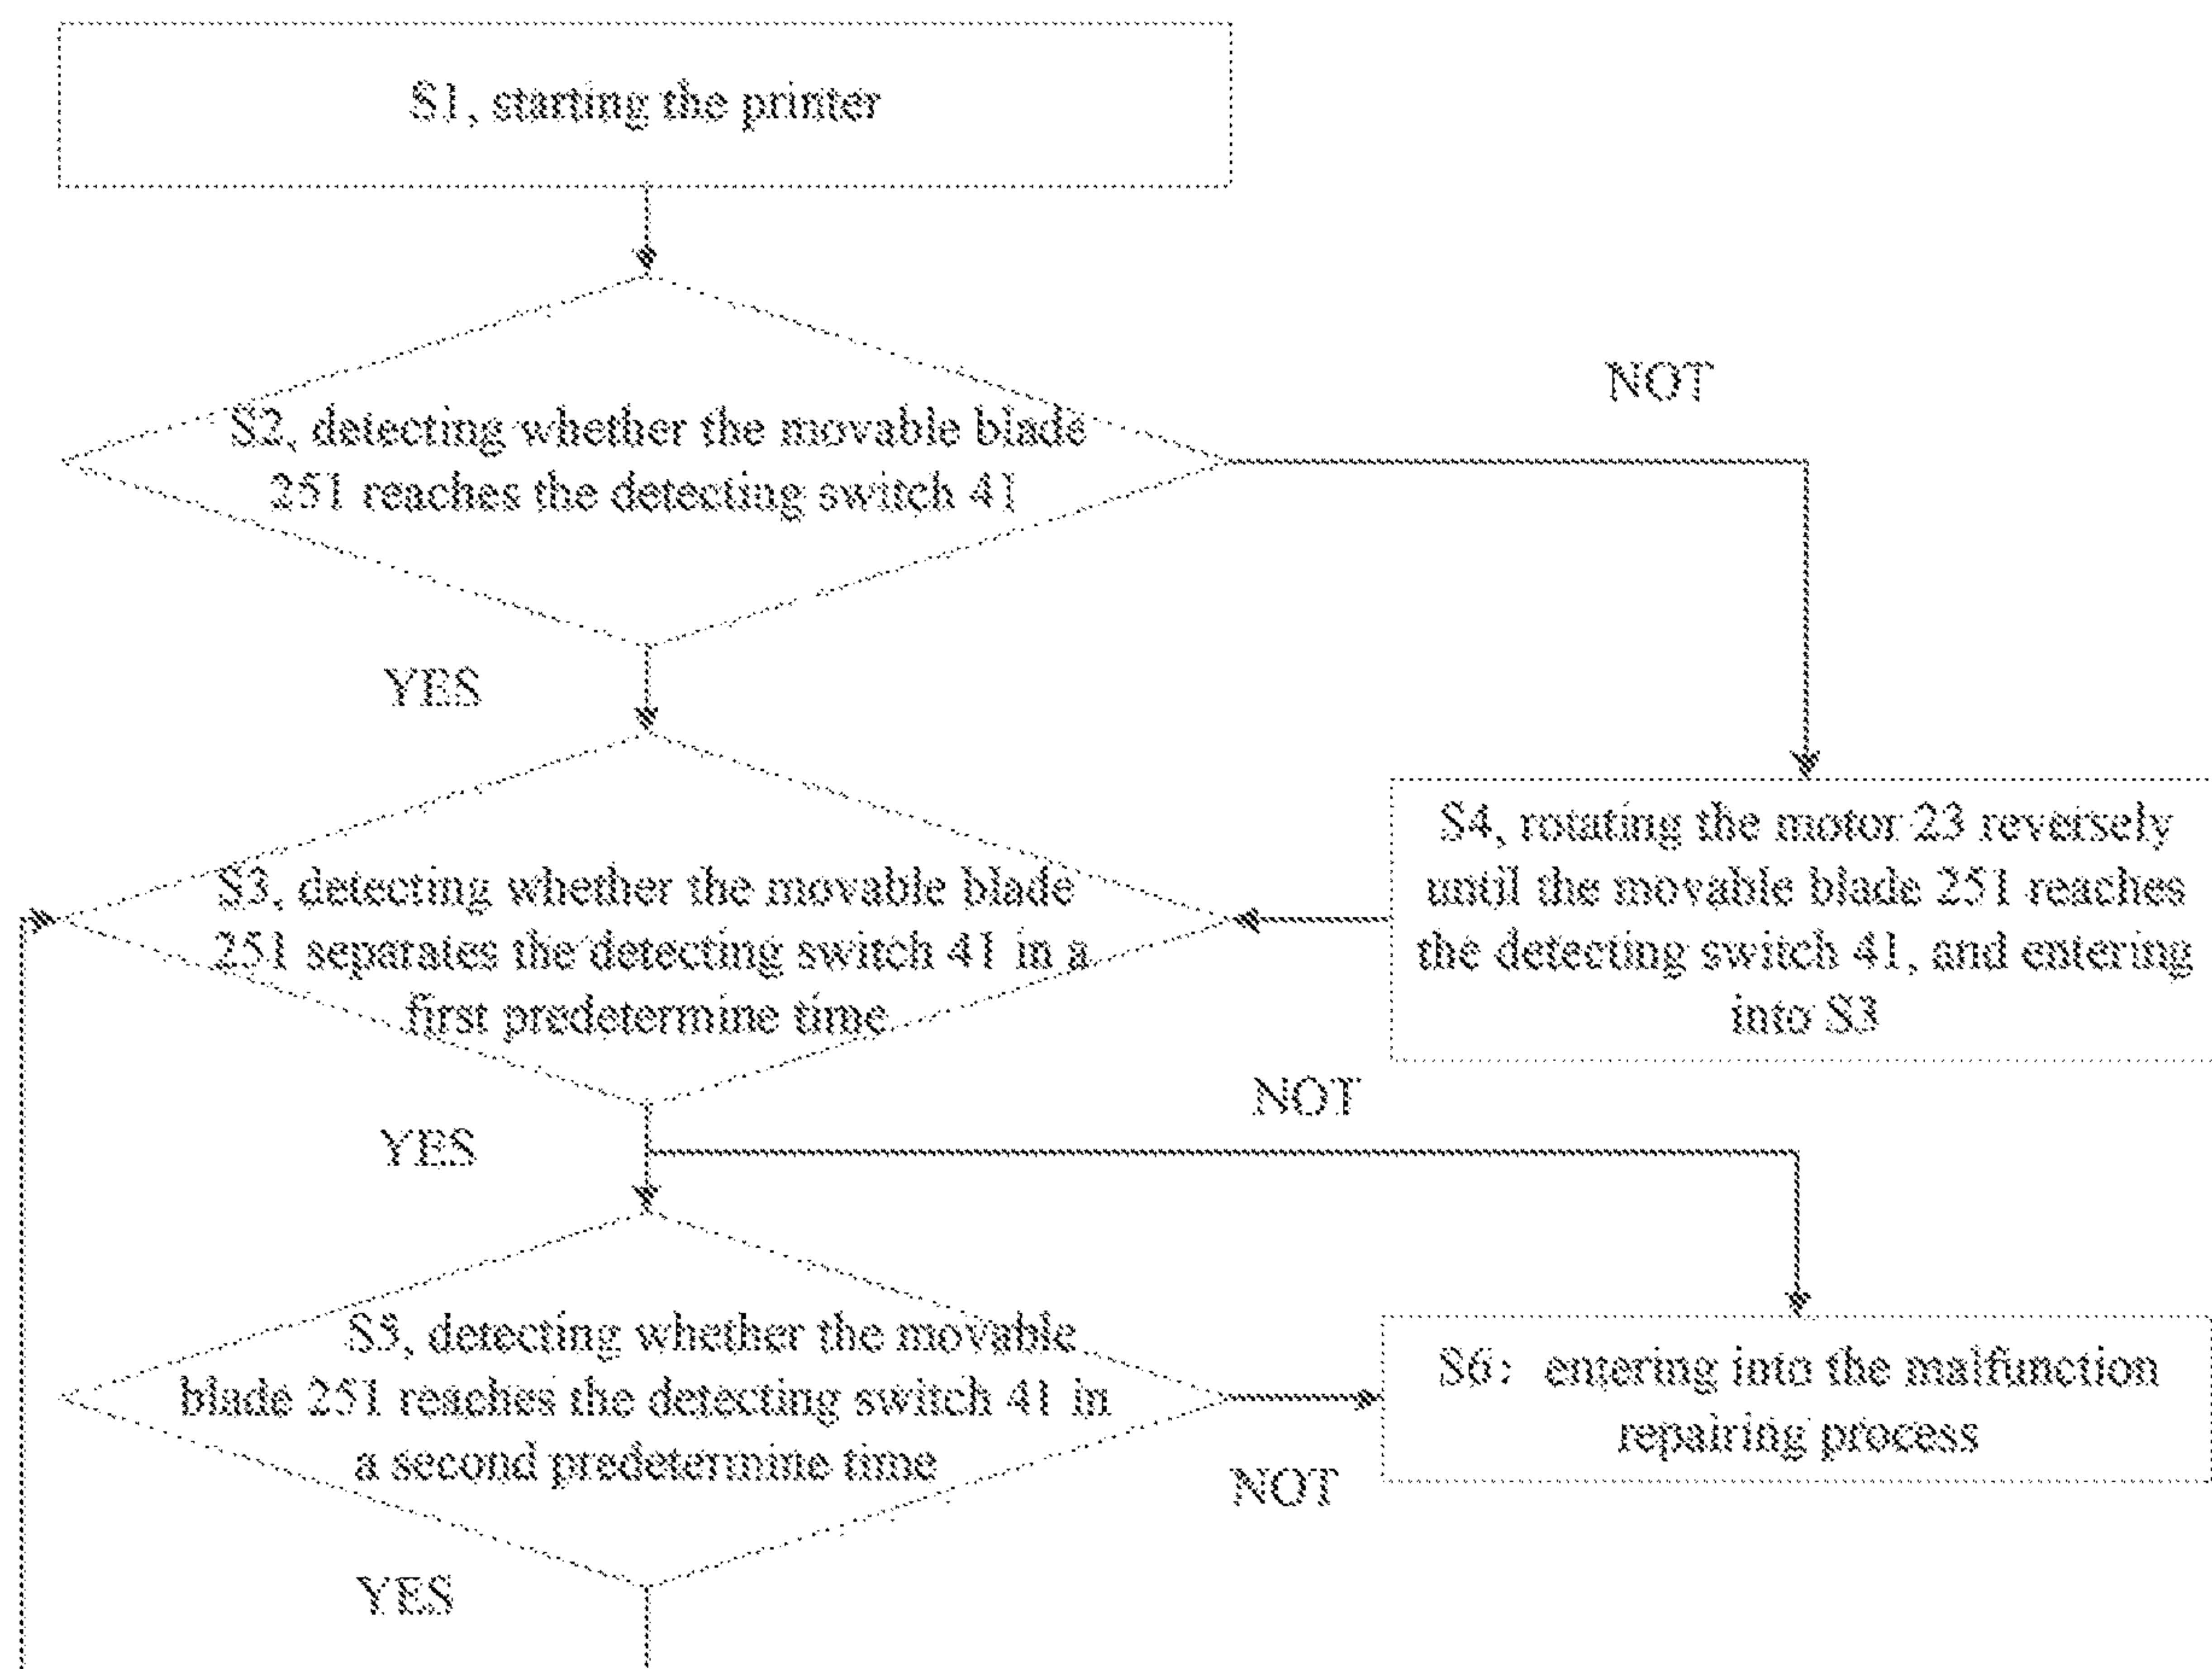 S1, starting the printer
S2, detecting whether the movable blade
251 reaches the detecting switch 41
NOT
YES
S3, detecting whether the movable blade
251 separates the detecting switch 41 in a
first predetermine time
S4, rotating the motor 23 reversely
until the movable blade 251 reaches
the detecting switch 41, and entering
into S3
NOT
YES
S5, detecting whether the movable
blade 251 reaches the detecting switch 41 in
a second predetermine time
S6: entering into the malfunction
repairing process
NOT
YES